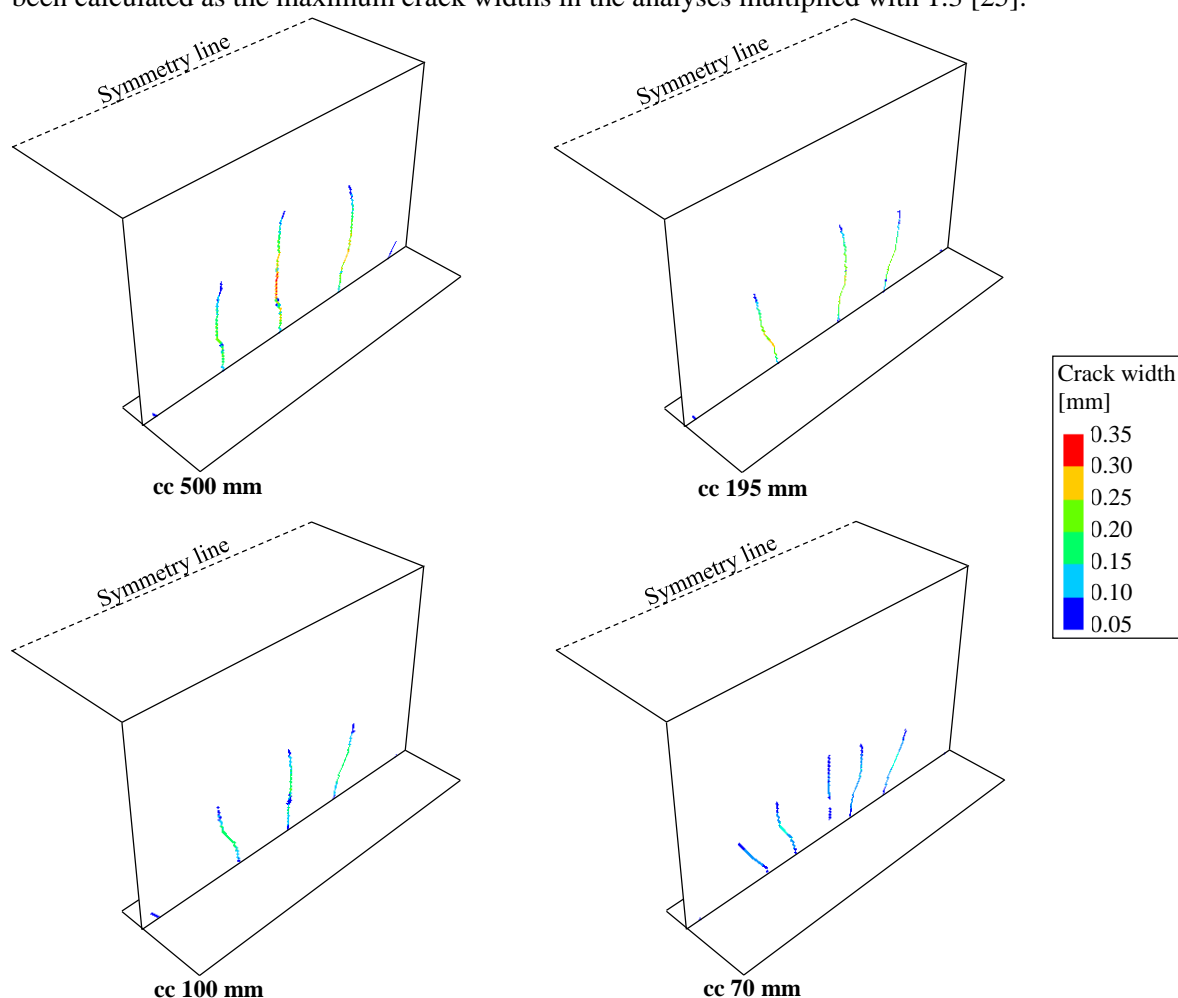 been calculated as the maximum crack widths in the analyses multiplied with 1.3 [25].
Symmetry line
Symmetry line
cc 500 mm
cc 195 mm
Crack width
[mm]
0.35
0.30
0.25
0.20
0.15
0.10
0.05
Symmetry line
Symmetry line
cc 100 mm
cc 70 mm